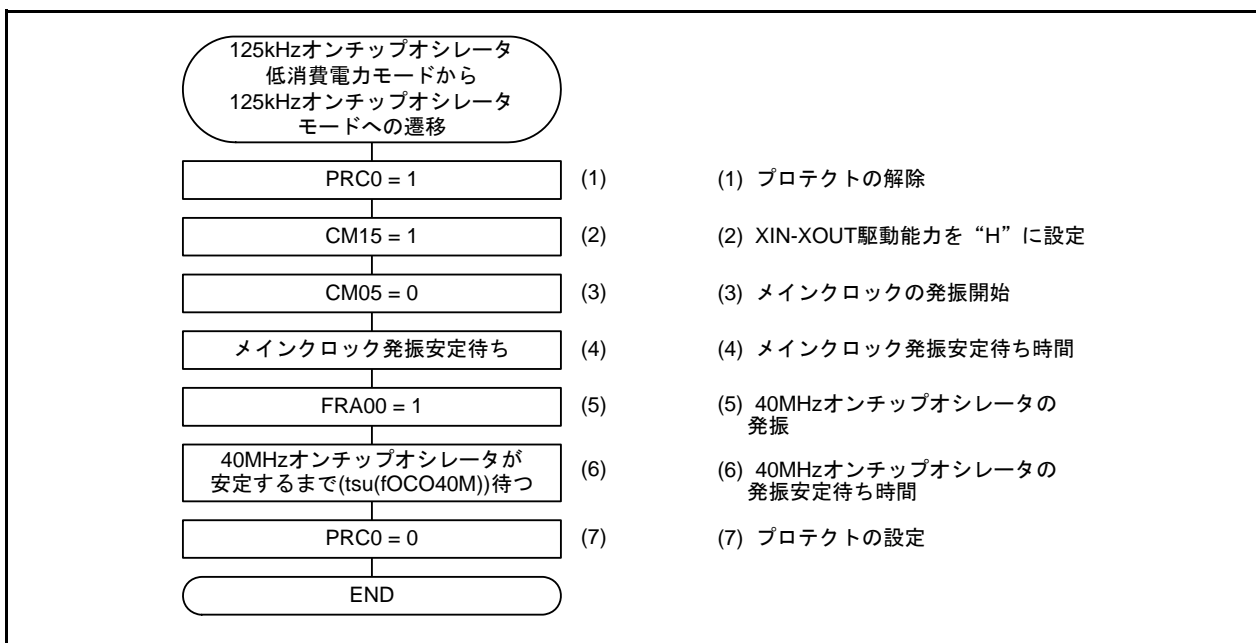 125kHzオンチップオシレータ
低消費電力モードから
125kHzオンチップオシレータ
モードへの遷移
PRC0 = 1 (1) (1) プロテクトの解除
CM15 = 1 (2) (2) XIN-XOUT駆動能力を“H”に設定
CM05 = 0 (3) (3) メインクロックの発振開始
メインクロック発振安定待ち (4) (4) メインクロック発振安定待ち時間
FRA00 = 1 (5) (5) 40MHzオンチップオシレータの
発振
40MHzオンチップオシレータが
安定するまで(tsu(fOCO40M))待つ (6) (6) 40MHzオンチップオシレータの
発振安定待ち時間
PRC0 = 0 (7) (7) プロテクトの設定
END